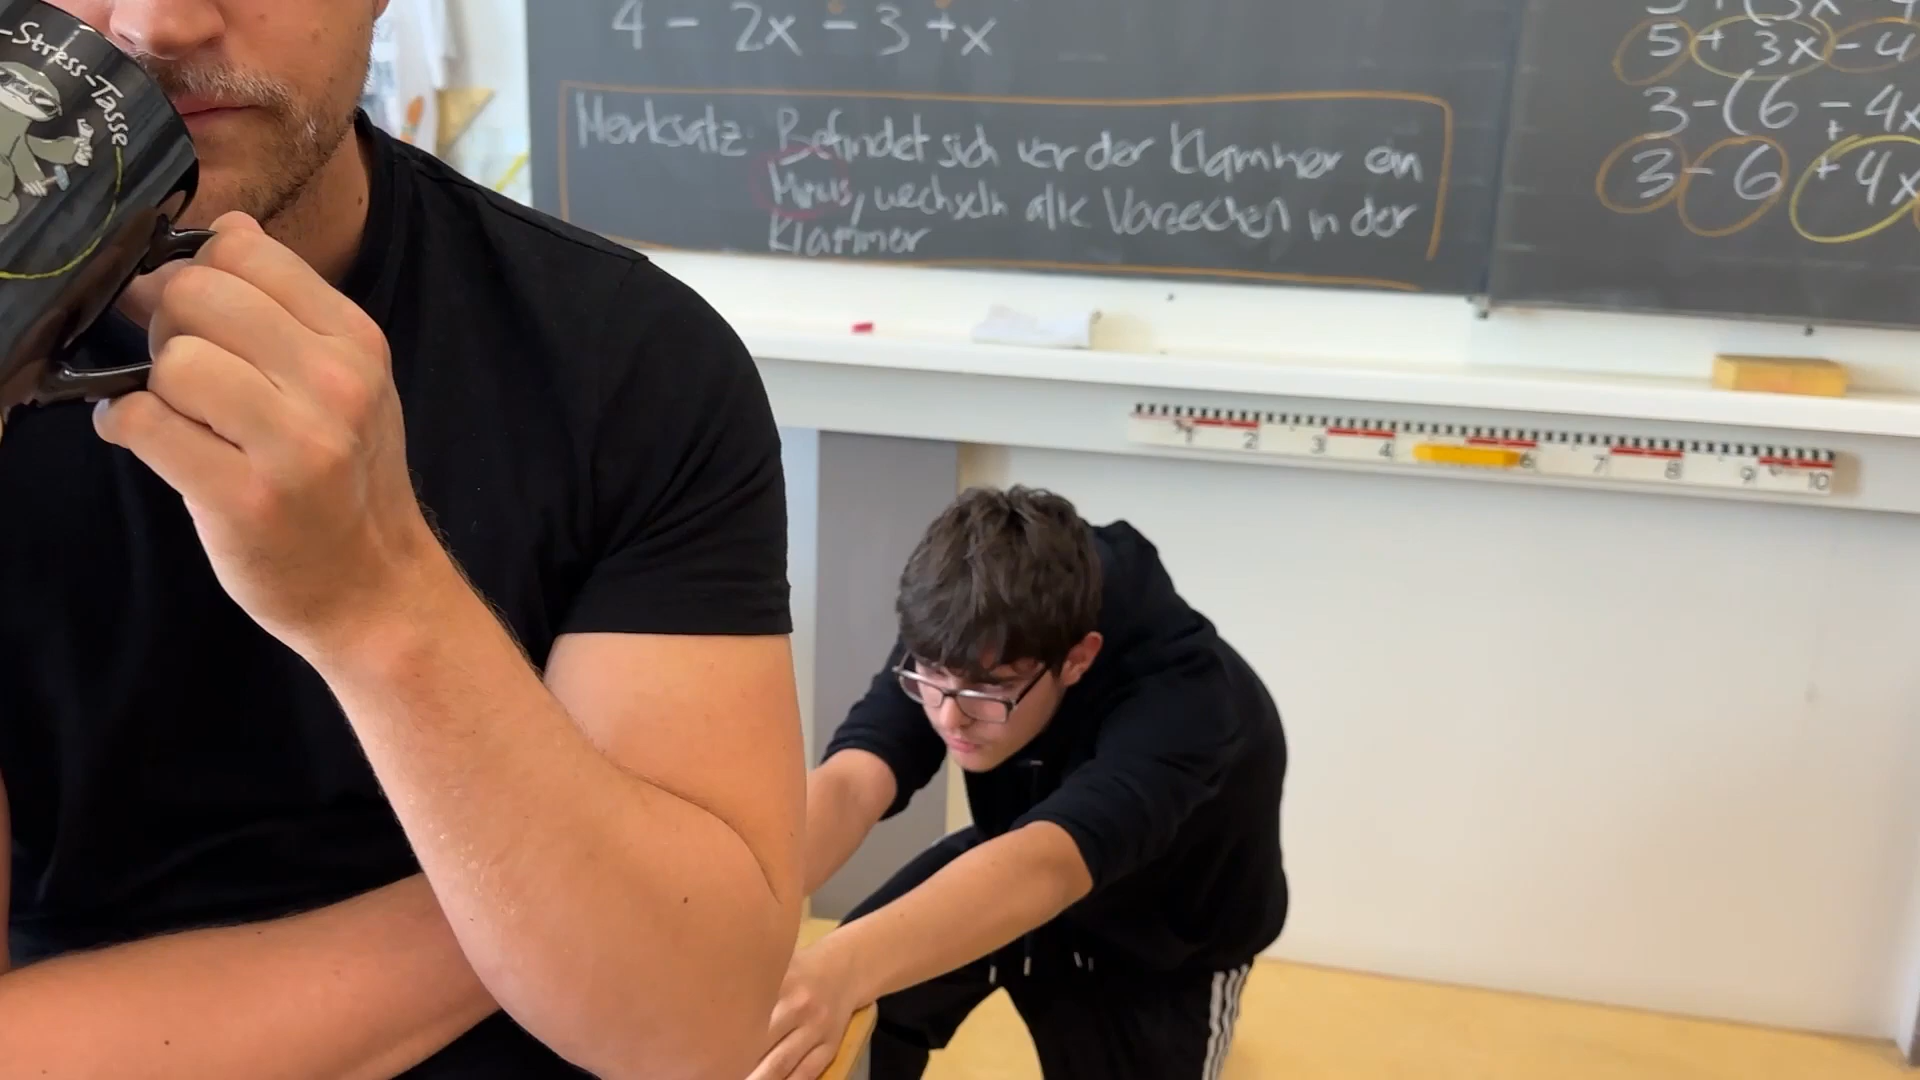 -Stress-Tasse
4 - 2x - 3 + x
Merksatz: Befindet sich vor der Klammer ein
Minus, wechseln alle Vorzeichen in der
Klammer
5 + 3x - 4
3 - (6 - 4x
+
3 - 6 + 4x
1 2 3 4 6 7 8 9 10